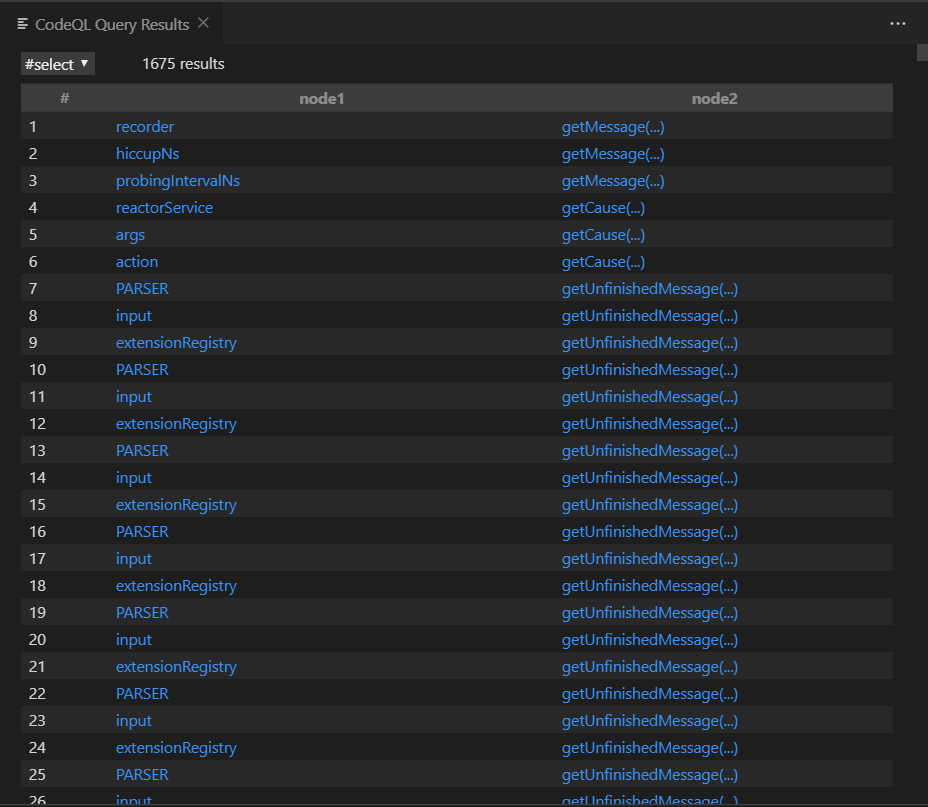 CodeQL Query Results
#select 1675 results
# node1 node2
1 recorder getMessage(...)
2 hiccupNs getMessage(...)
3 probingIntervalNs getMessage(...)
4 reactorService getCause(...)
5 args getCause(...)
6 action getCause(...)
7 PARSER getUnfinishedMessage(...)
8 input getUnfinishedMessage(...)
9 extensionRegistry getUnfinishedMessage(...)
10 PARSER getUnfinishedMessage(...)
11 input getUnfinishedMessage(...)
12 extensionRegistry getUnfinishedMessage(...)
13 PARSER getUnfinishedMessage(...)
14 input getUnfinishedMessage(...)
15 extensionRegistry getUnfinishedMessage(...)
16 PARSER getUnfinishedMessage(...)
17 input getUnfinishedMessage(...)
18 extensionRegistry getUnfinishedMessage(...)
19 PARSER getUnfinishedMessage(...)
20 input getUnfinishedMessage(...)
21 extensionRegistry getUnfinishedMessage(...)
22 PARSER getUnfinishedMessage(...)
23 input getUnfinishedMessage(...)
24 extensionRegistry getUnfinishedMessage(...)
25 PARSER getUnfinishedMessage(...)
26 input getUnfinishedMessage(...)